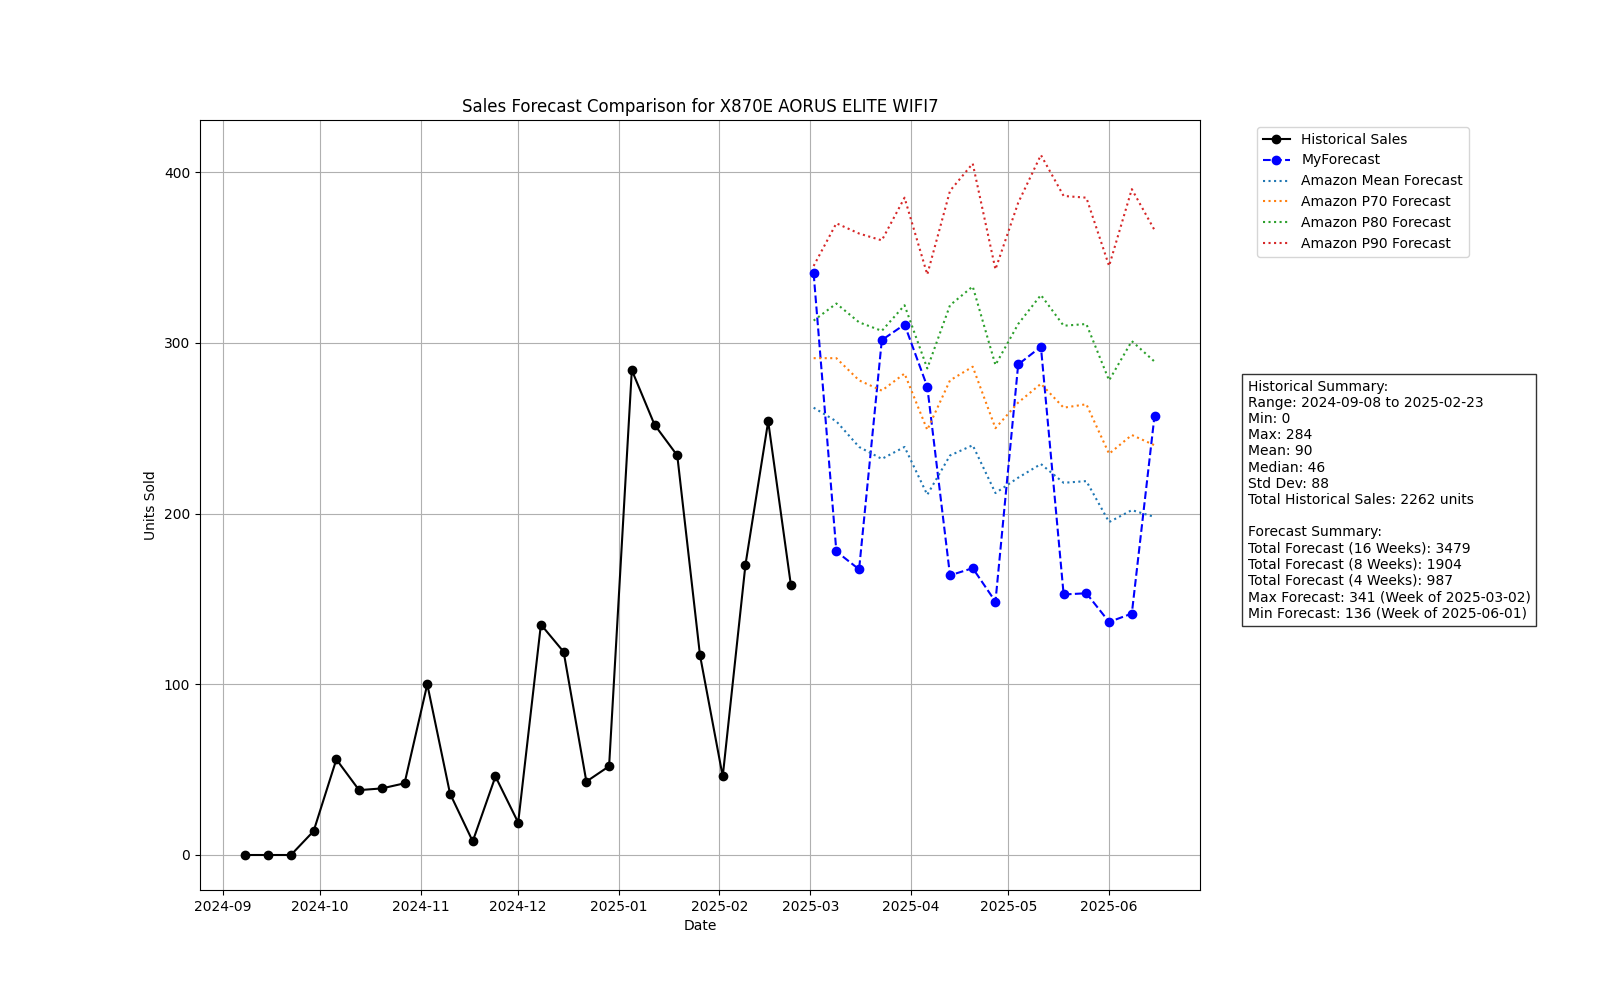 Sales Forecast Comparison for X870E AORUS ELITE WIFI7
Units Sold
400
300
200
100
0
2024-09
2024-10
2024-11
2024-12
2025-01
2025-02
2025-03
2025-04
2025-05
2025-06
Date
Historical Sales
MyForecast
Amazon Mean Forecast
Amazon P70 Forecast
Amazon P80 Forecast
Amazon P90 Forecast
Historical Summary:
Range: 2024-09-08 to 2025-02-23
Min: 0
Max: 284
Mean: 90
Median: 46
Std Dev: 88
Total Historical Sales: 2262 units
Forecast Summary:
Total Forecast (16 Weeks): 3479
Total Forecast (8 Weeks): 1904
Total Forecast (4 Weeks): 987
Max Forecast: 341 (Week of 2025-03-02)
Min Forecast: 136 (Week of 2025-06-01)